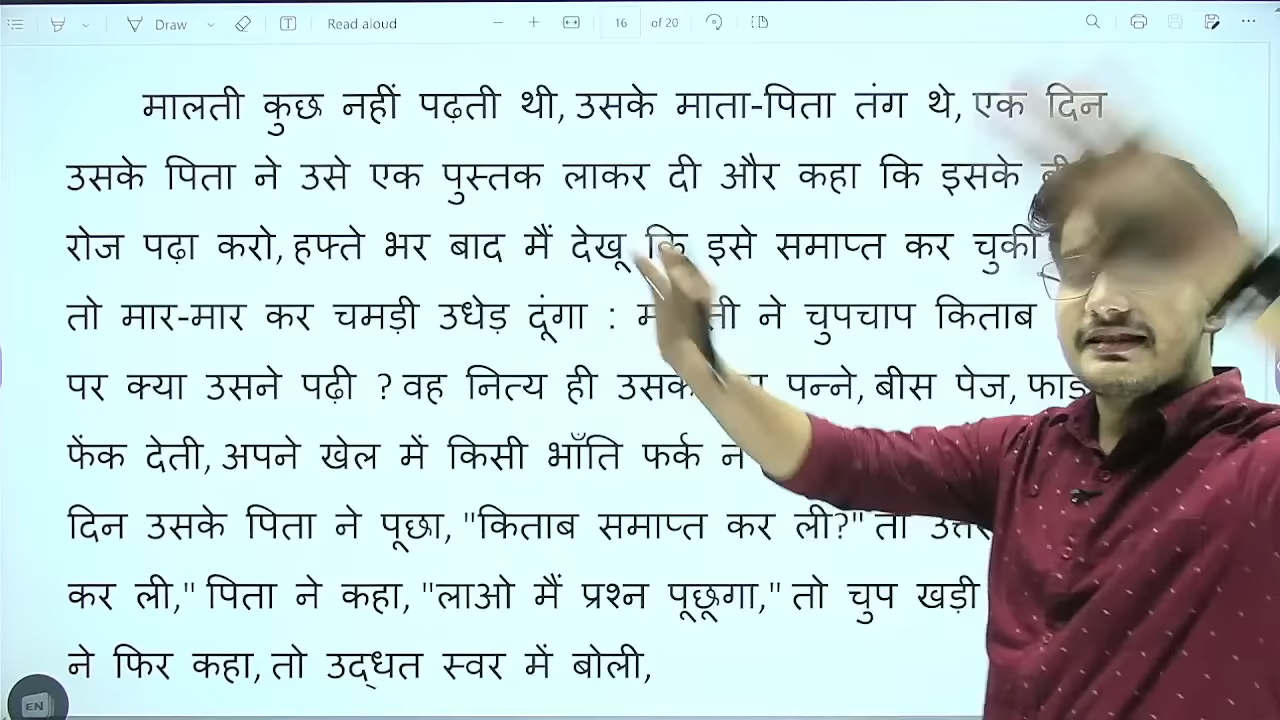 Draw
Read aloud
16 of 20
मालती कुछ नहीं पढ़ती थी, उसके माता-पिता तंग थे, एक दिन
उसके पिता ने उसे एक पुस्तक लाकर दी और कहा कि इसके
रोज पढ़ा करो, हफ्ते भर बाद मैं देखू कि इसे समाप्त कर चुकी
तो मार-मार कर चमड़ी उधेड़ दूंगा : ने चुपचाप किताब
पर क्या उसने पढ़ी ? वह नित्य ही पन्ने, बीस पेज,
फेंक देती, अपने खेल में किसी भाँति फर्क
दिन उसके पिता ने पूछा, "किताब समाप्त कर ली?"
कर ली," पिता ने कहा, "लाओ मैं प्रश्न पूछूगा," तो चुप खड़ी
ने फिर कहा, तो उद्धत स्वर में बोली,
EN